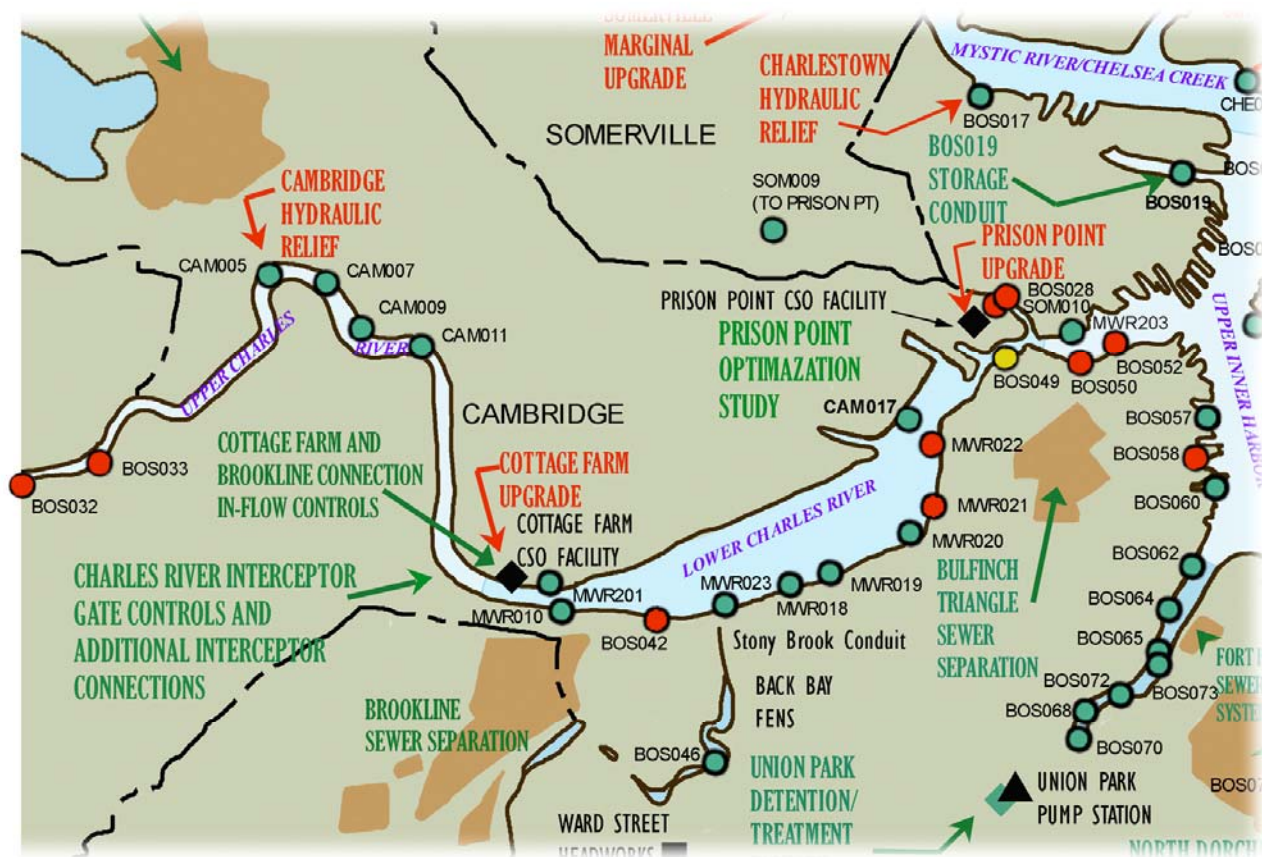 SOMERVILLE
MARGINAL
UPGRADE
CHARLESTOWN
HYDRAULIC
RELIEF
MYSTIC RIVER/CHELSEA CREEK
BOS017
SOMERVILLE
BOS019
STORAGE
CONDUIT
BOS019
SOM009
(TO PRISON PT)
CAMBRIDGE
HYDRAULIC
RELIEF
CAM005
CAM007
CAM009
CAM011
UPPER CHARLES
RIVER
PRISON POINT
UPGRADE
BOS028
SOM010
PRISON POINT CSO FACILITY
PRISON POINT
OPTIMAZATION
STUDY
MWR203
BOS052
BOS050
BOS049
UPPER INNER HARBOR
CAMBRIDGE
CAM017
MWR022
BOS057
BOS058
BOS060
BOS033
BOS032
COTTAGE FARM AND
BROOKLINE CONNECTION
IN-FLOW CONTROLS
COTTAGE FARM
UPGRADE
COTTAGE FARM
CSO FACILITY
LOWER CHARLES RIVER
MWR021
MWR020
BULFINCH
TRIANGLE
SEWER
SEPARATION
CHARLES RIVER INTERCEPTOR
GATE CONTROLS AND
ADDITIONAL INTERCEPTOR
CONNECTIONS
MWR201
MWR010
BOS042
MWR023
MWR018
MWR019
Stony Brook Conduit
BACK BAY
FENS
BOS046
BROOKLINE
SEWER SEPARATION
BOS062
BOS064
BOS065
BOS072
BOS073
BOS068
BOS070
SEWER
UNION PARK
DETENTION/
TREATMENT
UNION PARK
PUMP STATION
WARD STREET
HEADWORKS